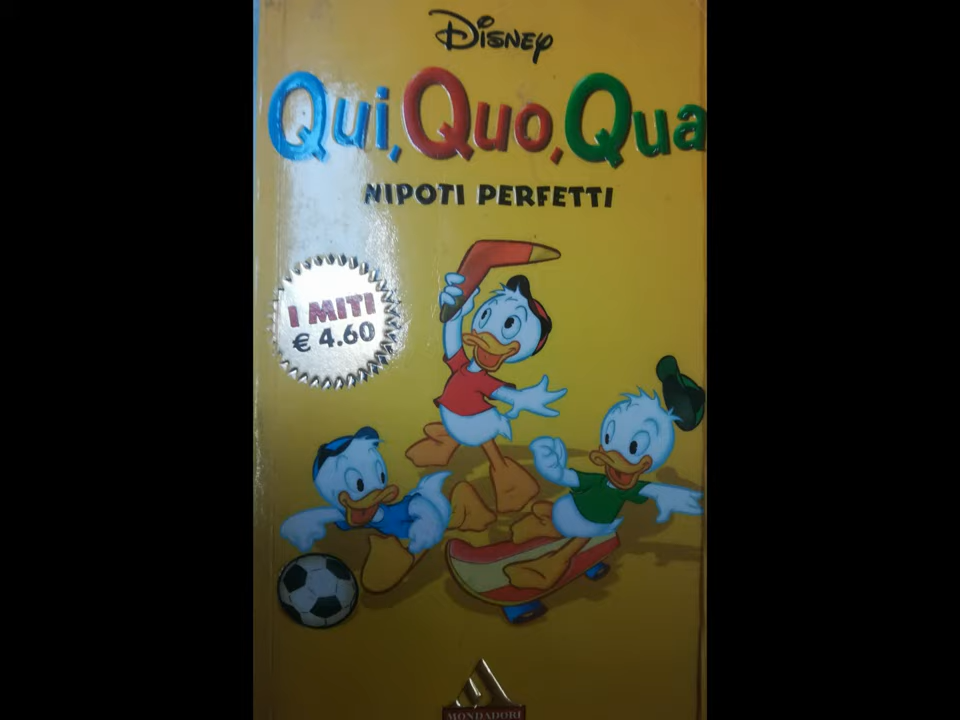 Disney
Qui, Quo, Qua
NIPOTI PERFETTI
I MITI
€ 4.60
MONDADORI